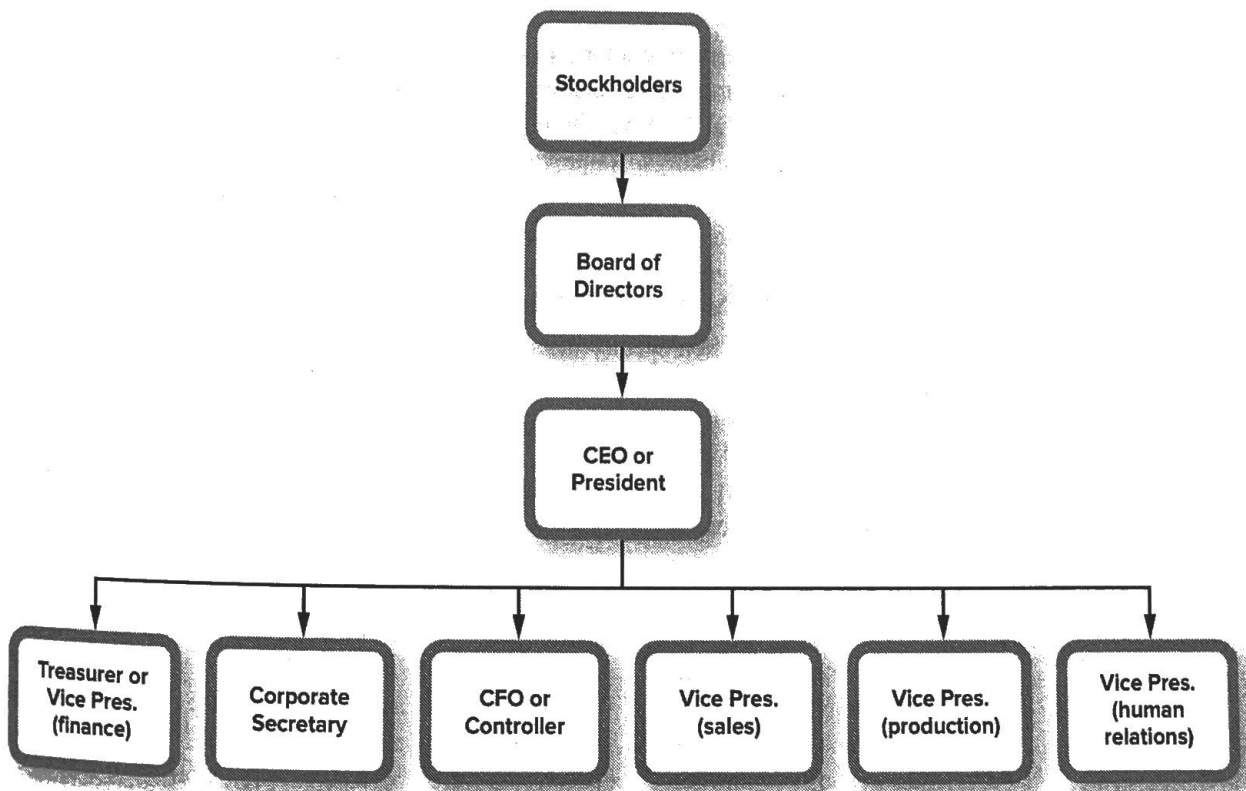 Stockholders
Board of
Directors
CEO or
President
Treasurer or
Vice Pres.
(finance)
Corporate
Secretary
CFO or
Controller
Vice Pres.
(sales)
Vice Pres.
(production)
Vice Pres.
(human
relations)